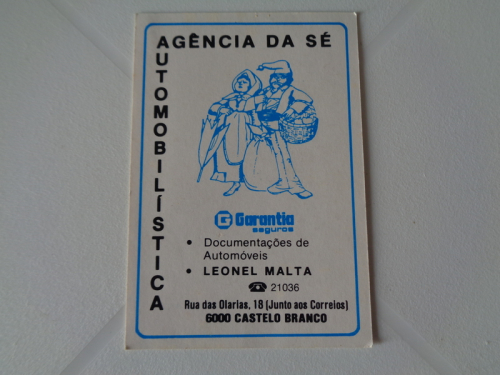 AGÊNCIA DA SÉ
AUTOMOBILÍSTICA
G Garantia
seguros
• Documentações de
Automóveis
• LEONEL MALTA
☎ 21036
Rua das Olarias, 18 (Junto aos Correios)
6000 CASTELO BRANCO